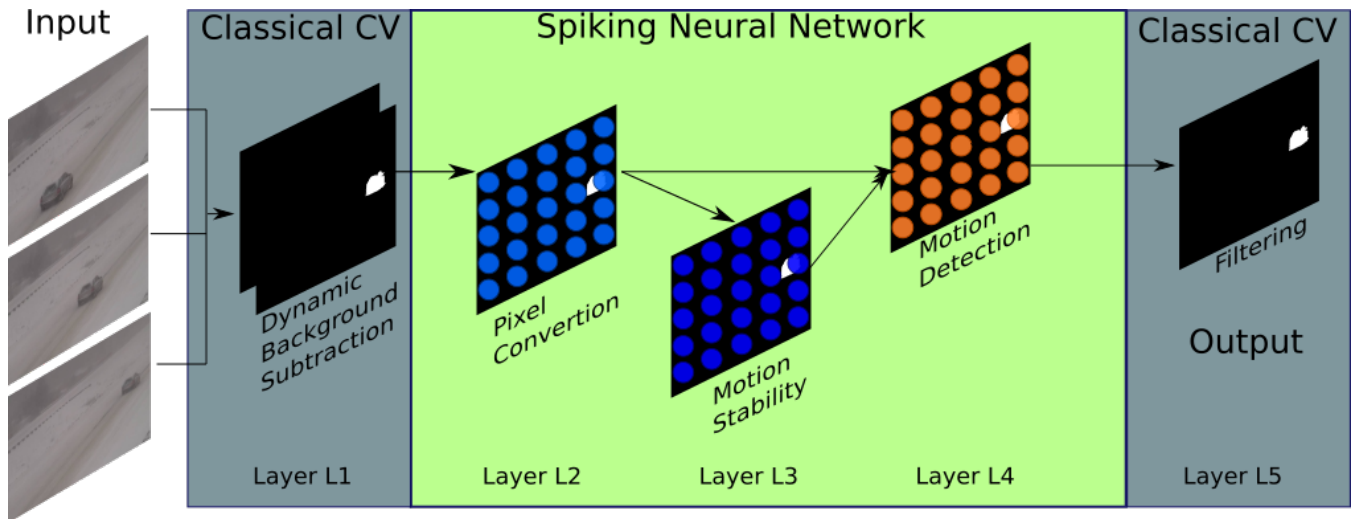 Input
Classical CV
Spiking Neural Network
Classical CV
Dynamic
Background
Subtraction
Pixel
Convertion
Motion
Stability
Motion
Detection
Filtering
Output
Layer L1
Layer L2
Layer L3
Layer L4
Layer L5